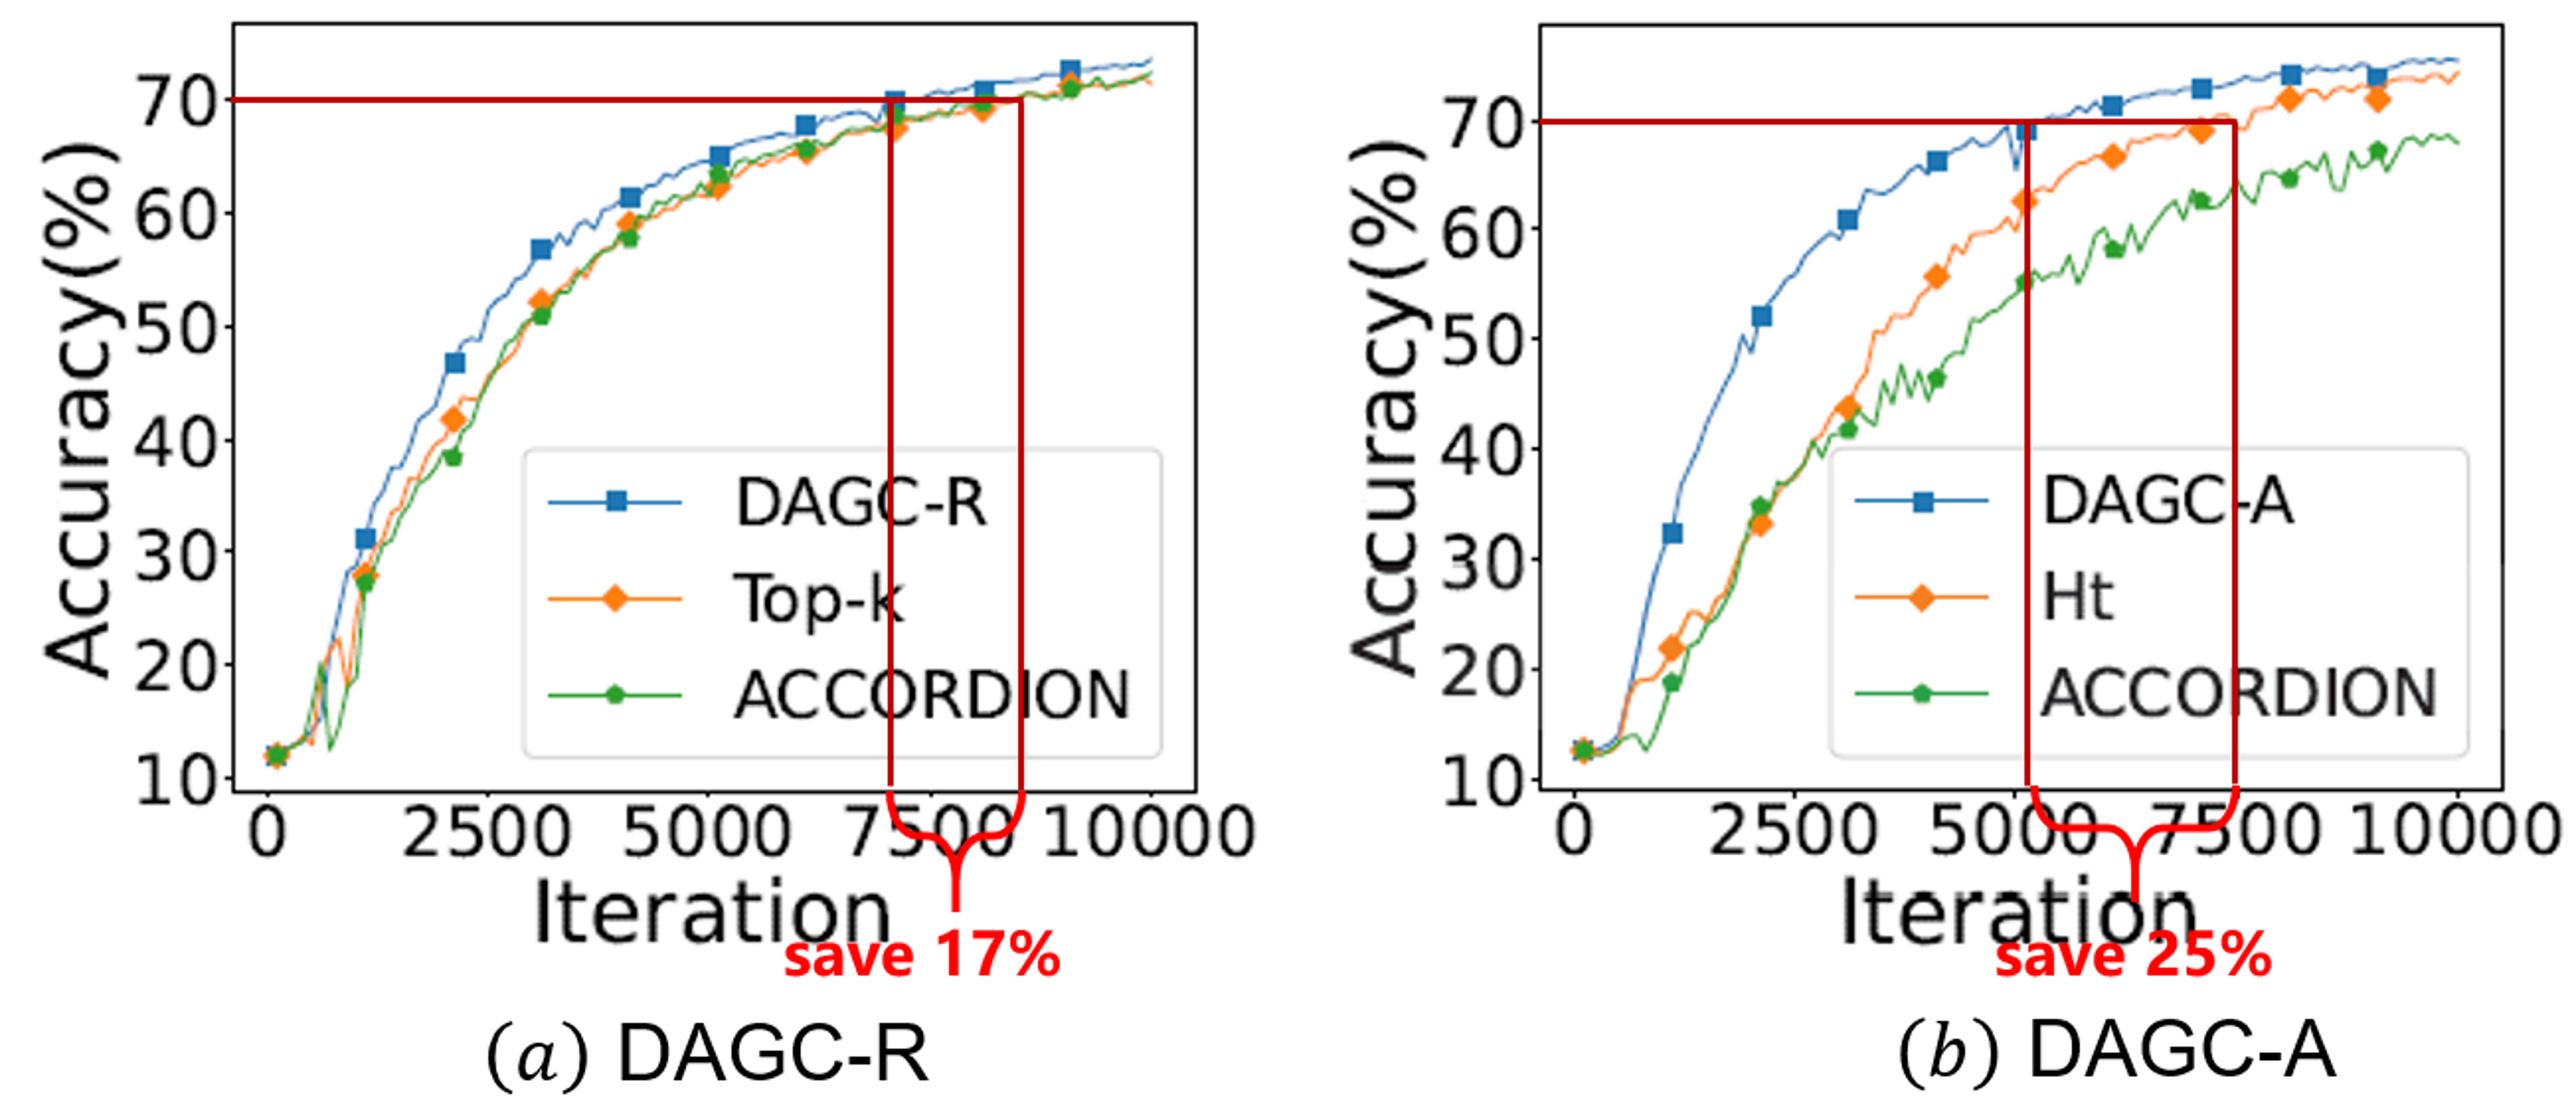 Accuracy(%)
70
60
50
40
30
20
10
DAGC-R
Top-k
ACCORDION
0 2500 5000 7500 10000
Iteration
save 17%
(a) DAGC-R
Accuracy(%)
70
60
50
40
30
20
10
DAGC-A
Ht
ACCORDION
0 2500 5000 7500 10000
Iteration
save 25%
(b) DAGC-A